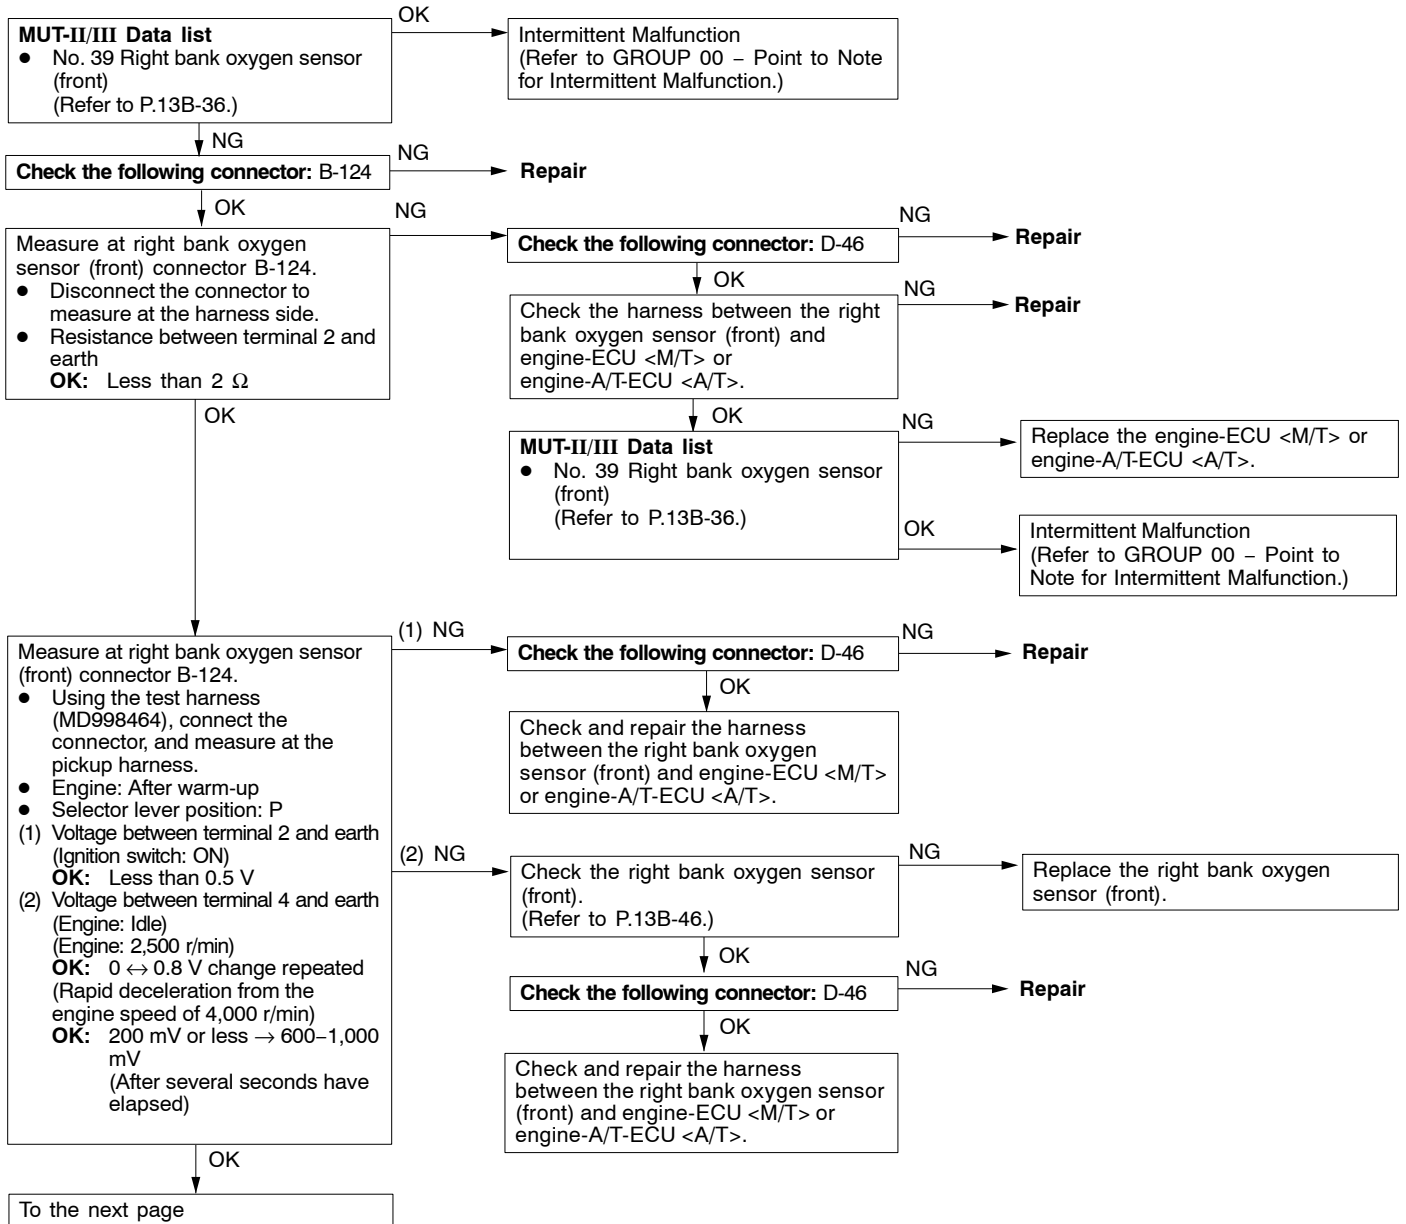 MUT-II/III Data list
● No. 39 Right bank oxygen sensor
(front)
(Refer to P.13B-36.)
OK
Intermittent Malfunction
(Refer to GROUP 00 – Point to Note
for Intermittent Malfunction.)
NG
Check the following connector: B-124
NG
Repair
OK
Measure at right bank oxygen
sensor (front) connector B-124.
● Disconnect the connector to
measure at the harness side.
● Resistance between terminal 2 and
earth
OK: Less than 2 Ω
NG
Check the following connector: D-46
NG
Repair
OK
Check the harness between the right
bank oxygen sensor (front) and
engine-ECU <M/T> or
engine-A/T-ECU <A/T>.
NG
Repair
OK
MUT-II/III Data list
● No. 39 Right bank oxygen sensor
(front)
(Refer to P.13B-36.)
NG
Replace the engine-ECU <M/T> or
engine-A/T-ECU <A/T>.
OK
Intermittent Malfunction
(Refer to GROUP 00 – Point to
Note for Intermittent Malfunction.)
OK
Measure at right bank oxygen sensor
(front) connector B-124.
● Using the test harness
(MD998464), connect the
connector, and measure at the
pickup harness.
● Engine: After warm-up
● Selector lever position: P
(1) Voltage between terminal 2 and earth
(Ignition switch: ON)
OK: Less than 0.5 V
(2) Voltage between terminal 4 and earth
(Engine: Idle)
(Engine: 2,500 r/min)
OK: 0 ↔ 0.8 V change repeated
(Rapid deceleration from the
engine speed of 4,000 r/min)
OK: 200 mV or less → 600–1,000
mV
(After several seconds have
elapsed)
(1) NG
Check the following connector: D-46
NG
Repair
OK
Check and repair the harness
between the right bank oxygen
sensor (front) and engine-ECU <M/T>
or engine-A/T-ECU <A/T>.
(2) NG
Check the right bank oxygen sensor
(front).
(Refer to P.13B-46.)
NG
Replace the right bank oxygen
sensor (front).
OK
Check the following connector: D-46
NG
Repair
OK
Check and repair the harness
between the right bank oxygen sensor
(front) and engine-ECU <M/T> or
engine-A/T-ECU <A/T>.
OK
To the next page